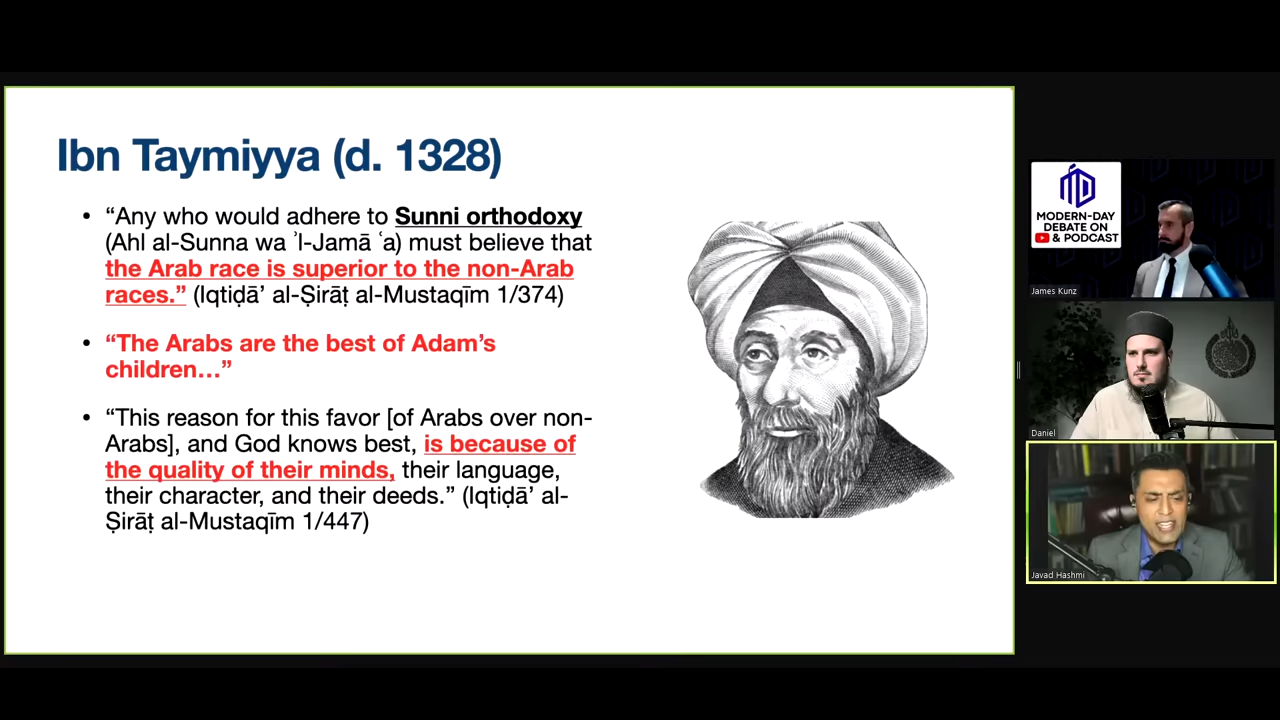 Ibn Taymiyya (d. 1328)
• “Any who would adhere to Sunni orthodoxy
(Ahl al-Sunna wa ʾl-Jamā ʿa) must believe that
the Arab race is superior to the non-Arab
races.” (Iqtiḍā’ al-Ṣirāṭ al-Mustaqīm 1/374)
• “The Arabs are the best of Adam’s
children…”
• “This reason for this favor [of Arabs over non-
Arabs], and God knows best, is because of
the quality of their minds, their language,
their character, and their deeds.” (Iqtiḍā’ al-
Ṣirāṭ al-Mustaqīm 1/447)
MODERN-DAY
DEBATE ON
& PODCAST
James Kunz
Daniel
Javad Hashmi